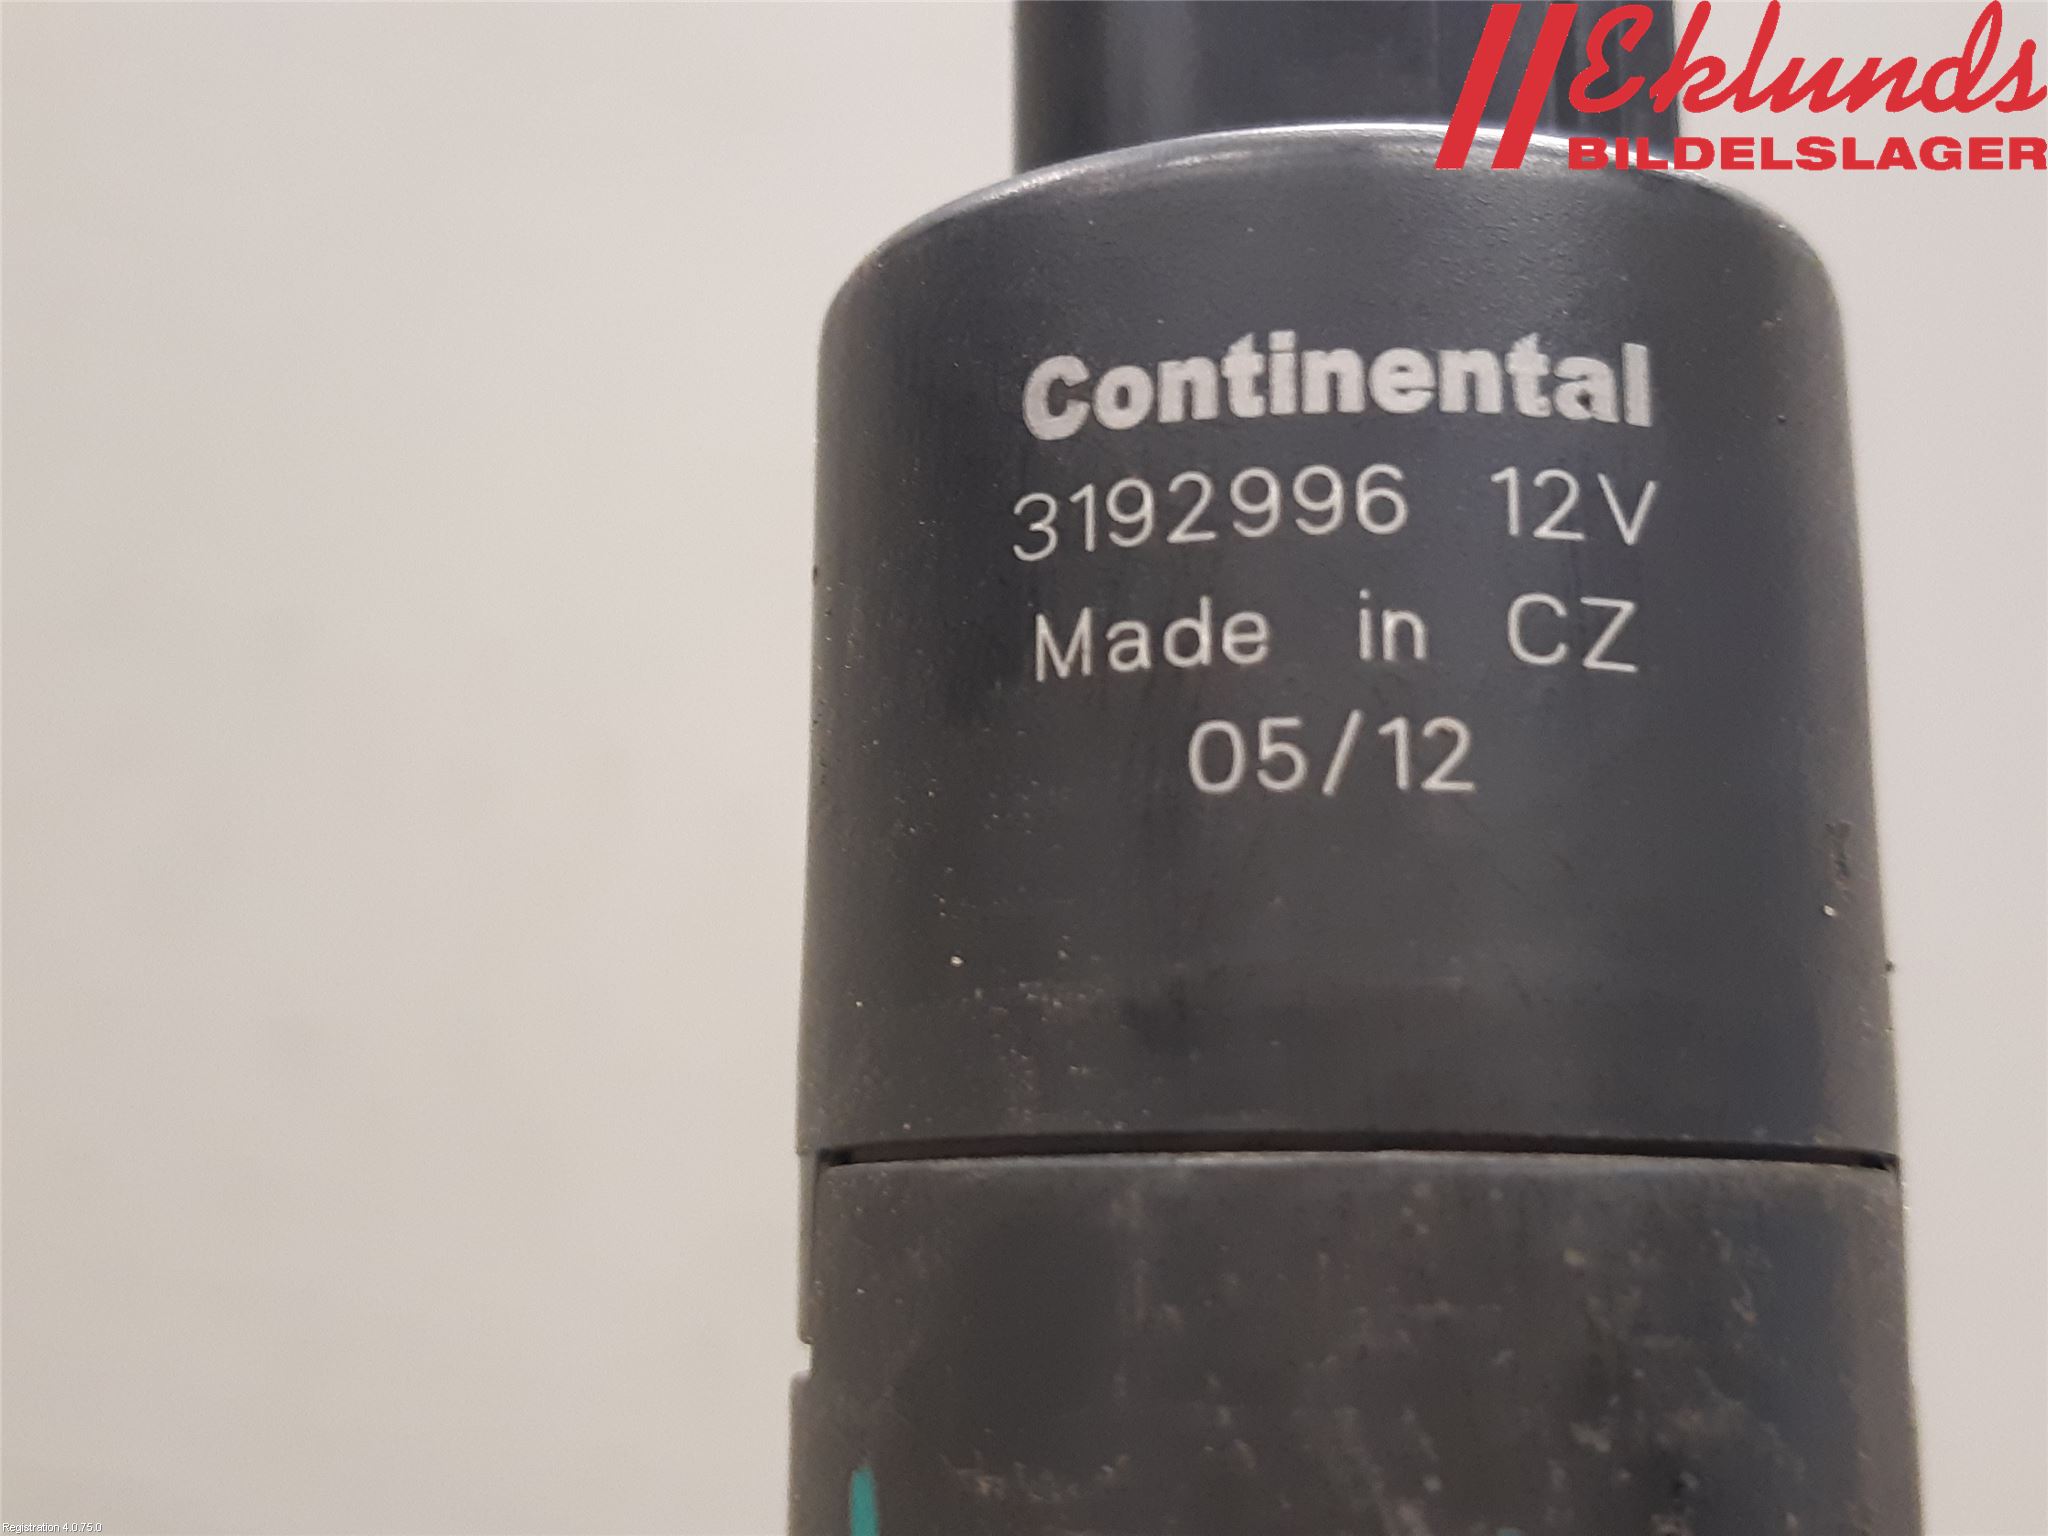 Eklunds
BILDELSLAGER
Continental
3192996 12V
Made in CZ
05/12
Registration 4.0.75.0